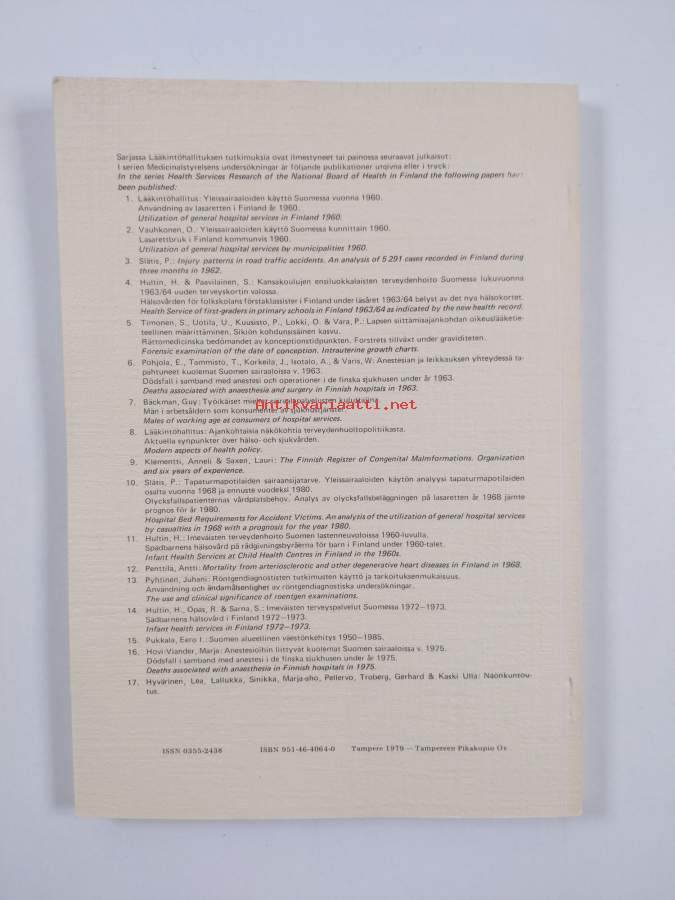 Sarjassa Lääkintöhallituksen tutkimuksia ovat ilmestyneet tai painossa seuraavat julkaisut:
I serien Medicinalstyrelsens undersökningar är följande publikationer utgivna eller i tryck:
In the series Health Services Research of the National Board of Health in Finland the following papers have
been published:
1. Lääkintöhallitus: Yleissairaaloiden käyttö Suomessa vuonna 1960.
Användning av lasaretten i Finland år 1960.
Utilization of general hospital services in Finland 1960.
2. Vauhkonen, O.: Yleissairaaloiden käyttö Suomessa kunnittain 1960.
Lasarettbruk i Finland kommunvis 1960.
Utilization of general hospital services by municipalities 1960.
3. Slätis, P.: Injury patterns in road traffic accidents. An analysis of 5 291 cases recorded in Finland during
three months in 1962.
4. Hultin, H. & Paavilainen, S.: Kansakoulujen ensiluokkalaisten terveydenhoito Suomessa lukuvuonna
1963/64 uuden terveyskortin valossa.
Hälsovården för folkskolans förstaklassister i Finland under läsåret 1963/64 belyst av det nya hälsokortet.
Health Service of first-graders in primary schools in Finland 1963/64 as indicated by the new health record.
5. Timonen, S., Uotila, U., Kuusisto, P., Lokki, O. & Vara, P.: Lapsen siittämisajankohdan oikeuslääketie-
teellinen määrittäminen. Sikiön kohdunsisäinen kasvu.
Rättsmedicinska bedömandet av konceptionstidpunkten. Forstrets tillväxt under graviditeten.
Forensic examination of the date of conception. Intrauterine growth charts.
6. Pohjola, E., Tammisto, T., Korkeila, J., Isotalo, A., & Varis, W: Anestesian ja leikkauksen yhteydessä ta-
pahtuneet kuolemat Suomen sairaaloissa v. 1963.
Dödsfall i samband med anestesi och operationer i de finska sjukhusen under år 1963.
Deaths associated with anaesthesia and surgery in Finnish hospitals in 1963.
7. Bäckman, Guy: Työikäiset miehet sairaalapalvelusten kuluttajina.
Män i arbetsåldern som konsumenter av sjukhustjänster.
Males of working age as consumers of hospital services.
Antikvariaatti.net
8. Lääkintöhallitus: Ajankohtaisia näkökohtia terveydenhuoltopolitiikasta.
Aktuella synpunkter över hälso- och sjukvården.
Modern aspects of health policy.
9. Klemettti, Anneli & Saxen, Lauri: The Finnish Register of Congenital Malmformations. Organization
and six years of experience.
10. Slätis, P.: Tapaturmapotilaiden sairaansijatarve. Yleissairaaloiden käytön analyysi tapaturmapotilaiden
osalta vuonna 1968 ja ennuste vuodeksi 1980.
Olycksfallspatienternas vårdplatsbehov. Analys av olycksfallsbeläggningen på lasaretten år 1968 jämte
prognos för år 1980.
Hospital Bed Requirements for Accident Victims. An analysis of the utilization of general hospital services
by casualties in 1968 with a prognosis for the year 1980.
11. Hultin, H.: Imeväisten terveydenhoito Suomen lastenneuvoloissa 1960-luvulla.
Spädbarnens hälsovård på rådgivningsbyråerna för barn i Finland under 1960-talet.
Infant Health Services at Child Health Centres in Finland in the 1960s.
12. Penttilä, Antti: Mortality from arteriosclerotic and other degenerative heart diseases in Finland in 1968.
13. Pyhtinen, Juhani: Röntgendiagnostisten tutkimusten käyttö ja tarkoituksenmukaisuus.
Användning och ändamålsenlighet av röntgendiagnostiska undersökningar.
The use and clinical significance of roentgen examinations.
14. Hultin, H., Opas, R. & Sarna, S.: Imeväisten terveyspalvelut Suomessa 1972–1973.
Sädbarnens hälsovård i Finland 1972–1973.
Infant health services in Finland 1972–1973.
15. Pukkala, Eero I.: Suomen alueellinen väestönkehitys 1950–1985.
16. Hovi-Viander, Marja: Anestesioihin liittyvät kuolemat Suomen sairaaloissa v. 1975.
Dödsfall i samband med anestesi i de finska sjukhusen under år 1975.
Deaths associated with anaesthesia in Finnish hospitals in 1975.
17. Hyvärinen, Lea, Lallukka, Sinikka, Marja-aho, Pellervo, Troberg, Gerhard & Kaski Ulla: Näönkuntou-
tus.
ISSN 0355-2438 ISBN 951-46-4064-0 Tampere 1979 — Tampereen Pikakopio Oy